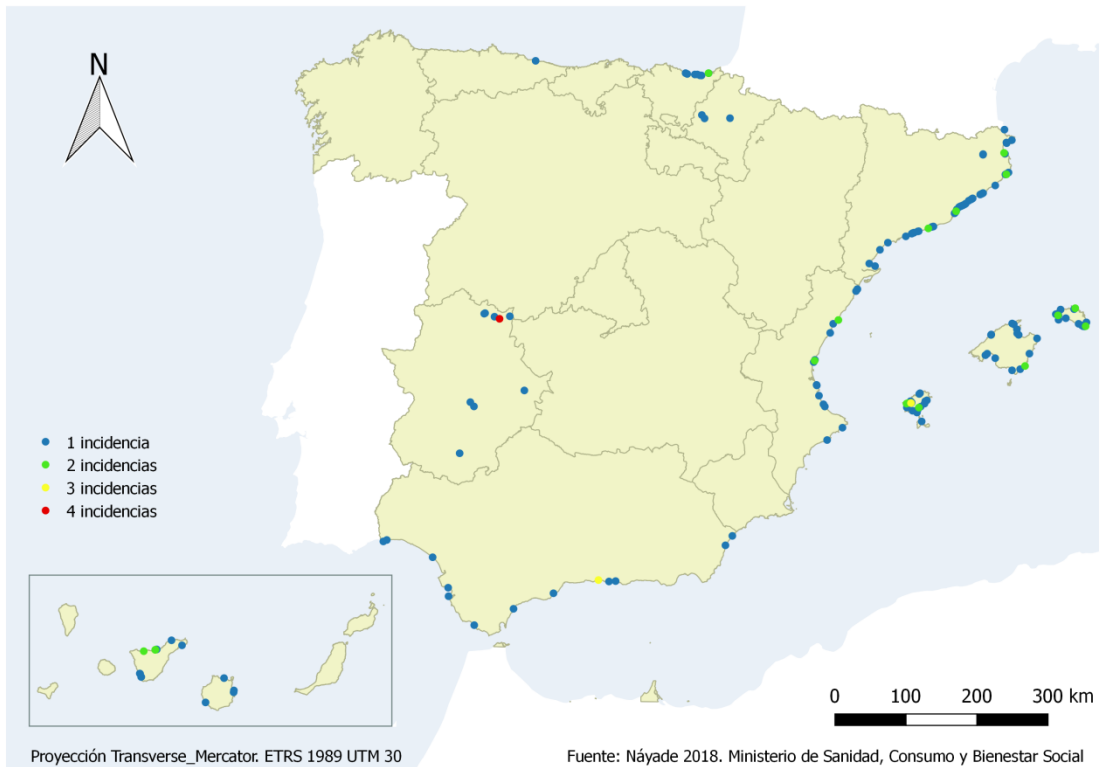 N
1 incidencia
2 incidencias
3 incidencias
4 incidencias
0 100 200 300 km
Proyección Transverse_Mercator. ETRS 1989 UTM 30
Fuente: Náyade 2018. Ministerio de Sanidad, Consumo y Bienestar Social